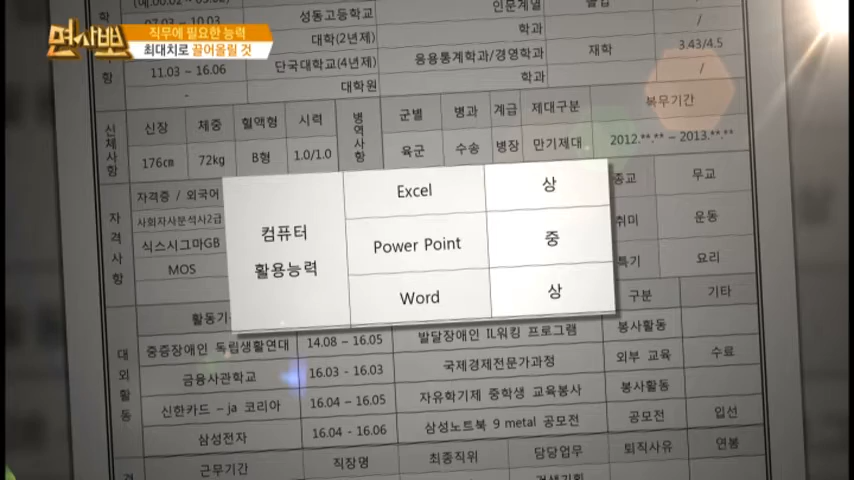 면사뽀
직무에 필요한 능력
최대치로 끌어올릴 것
학
07.03 ~ 10.03 성동고등학교 인문계열 졸업 /
대학(2년제) 학과 /
항 11.03 ~ 16.06 단국대학교(4년제) 응용통계학과/경영학과 재학 3.43/4.5
- 대학원 학과 /
신체사항 신장 체중 혈액형 시력 병역사항 군별 병과 계급 제대구분 복무기간
176cm 72kg B형 1.0/1.0 육군 수송 병장 만기제대 2012.**.** ~ 2013.**.**
자격사항 자격증 / 외국어 종교 무교
사회자사분석사2급 취미 운동
식스시그마GB 특기 요리
MOS
컴퓨터 활용능력
Excel 상
Power Point 중
Word 상
대외활동 활동기 구분 기타
중증장애인 독립생활연대 14.08 ~ 16.05 발달장애인 IL워킹 프로그램 봉사활동
금융사관학교 16.03 - 16.03 국제경제전문가과정 외부 교육 수료
신한카드 – ja 코리아 16.04 ~ 16.05 자유학기제 중학생 교육봉사 봉사활동
삼성전자 16.04 - 16.06 삼성노트북 9 metal 공모전 공모전 입선
근무기간 직장명 최종직위 담당업무 퇴직사유 연봉